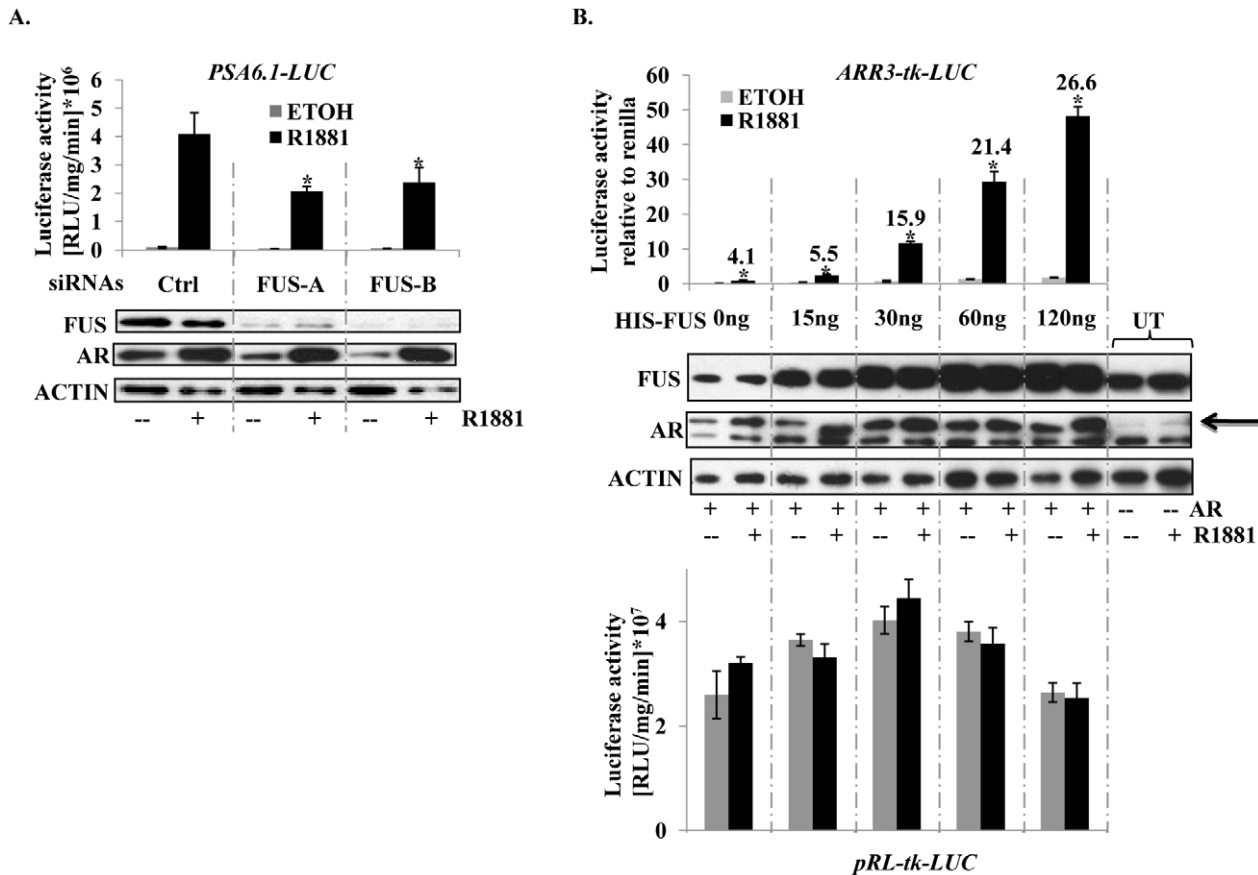 A.
PSA6.1-LUC
Luciferase activity
[RLU/mg/min]*10⁶
6
5
4
3
2
1
0
ETOH
R1881
*
*
siRNAs Ctrl FUS-A FUS-B
FUS
AR
ACTIN
-- + -- + -- + R1881
B.
ARR3-tk-LUC
Luciferase activity
relative to renilla
60
50
40
30
20
10
0
ETOH
R1881
4.1
*
5.5
*
15.9
*
21.4
*
26.6
*
HIS-FUS 0ng 15ng 30ng 60ng 120ng UT
FUS
AR
ACTIN
+ + + + + + + + + + -- -- AR
-- + -- + -- + -- + -- + -- + R1881
Luciferase activity
[RLU/mg/min]*10⁷
4
2
0
pRL-tk-LUC